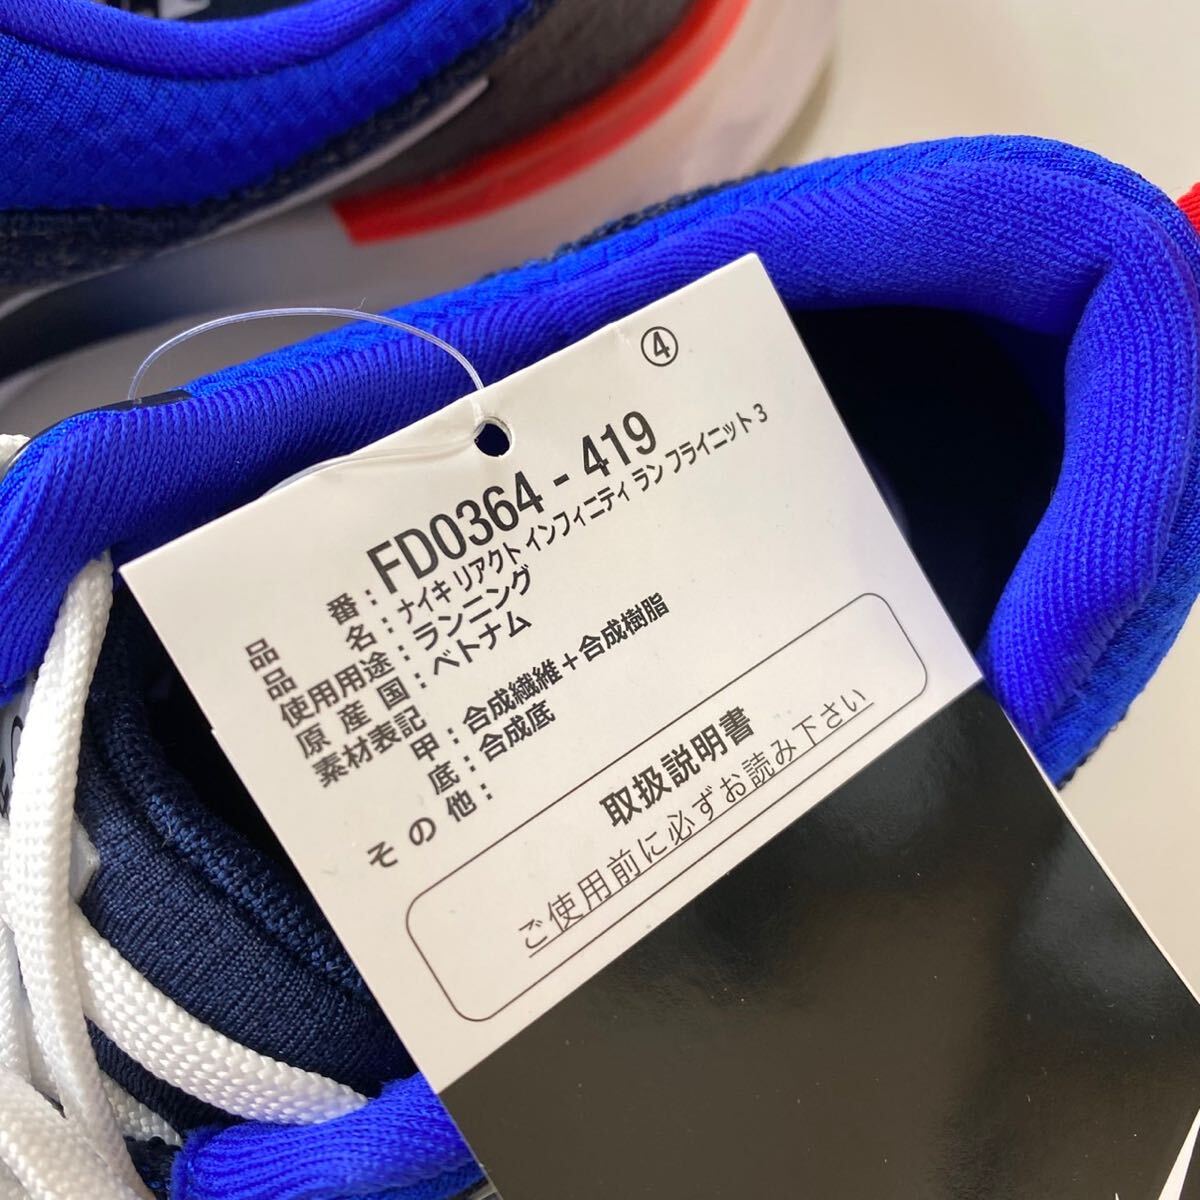 ④
品番：FD0364-419
品名：ナイキ リアクト インフィニティ ラン フライニット 3
使用用途：ランニング
原産国：ベトナム
素材表記
甲：合成繊維＋合成樹脂
底：合成底
その他：
取扱説明書
ご使用前に必ずお読み下さい